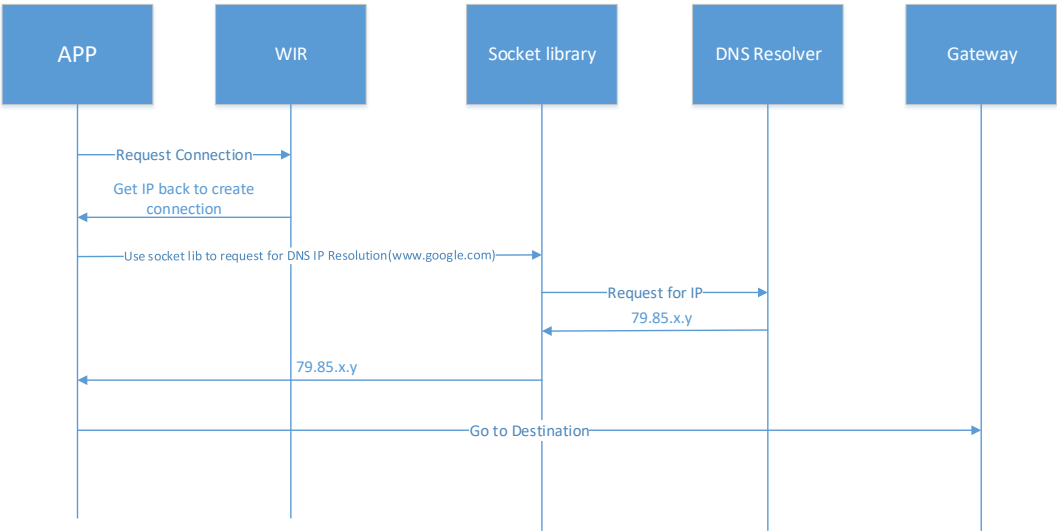 APP
WIR
Socket library
DNS Resolver
Gateway
Request Connection
Get IP back to create
connection
Use socket lib to request for DNS IP Resolution(www.google.com)
Request for IP
79.85.x.y
79.85.x.y
Go to Destination